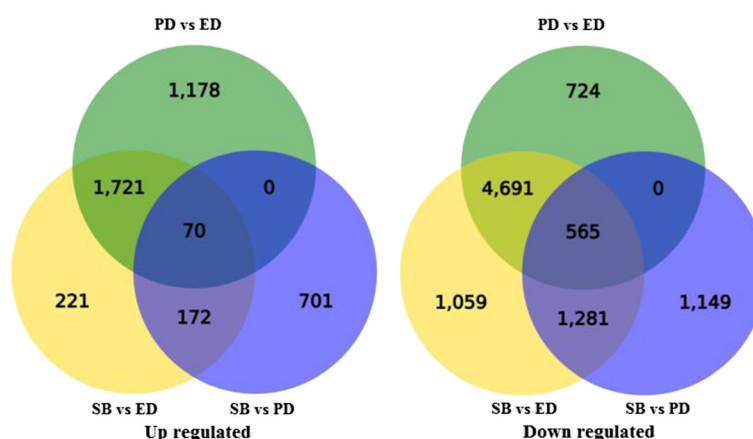 PD vs ED
1,178
1,721
0
70
221
172
701
SB vs ED
SB vs PD
Up regulated
PD vs ED
724
4,691
0
565
1,059
1,281
1,149
SB vs ED
SB vs PD
Down regulated